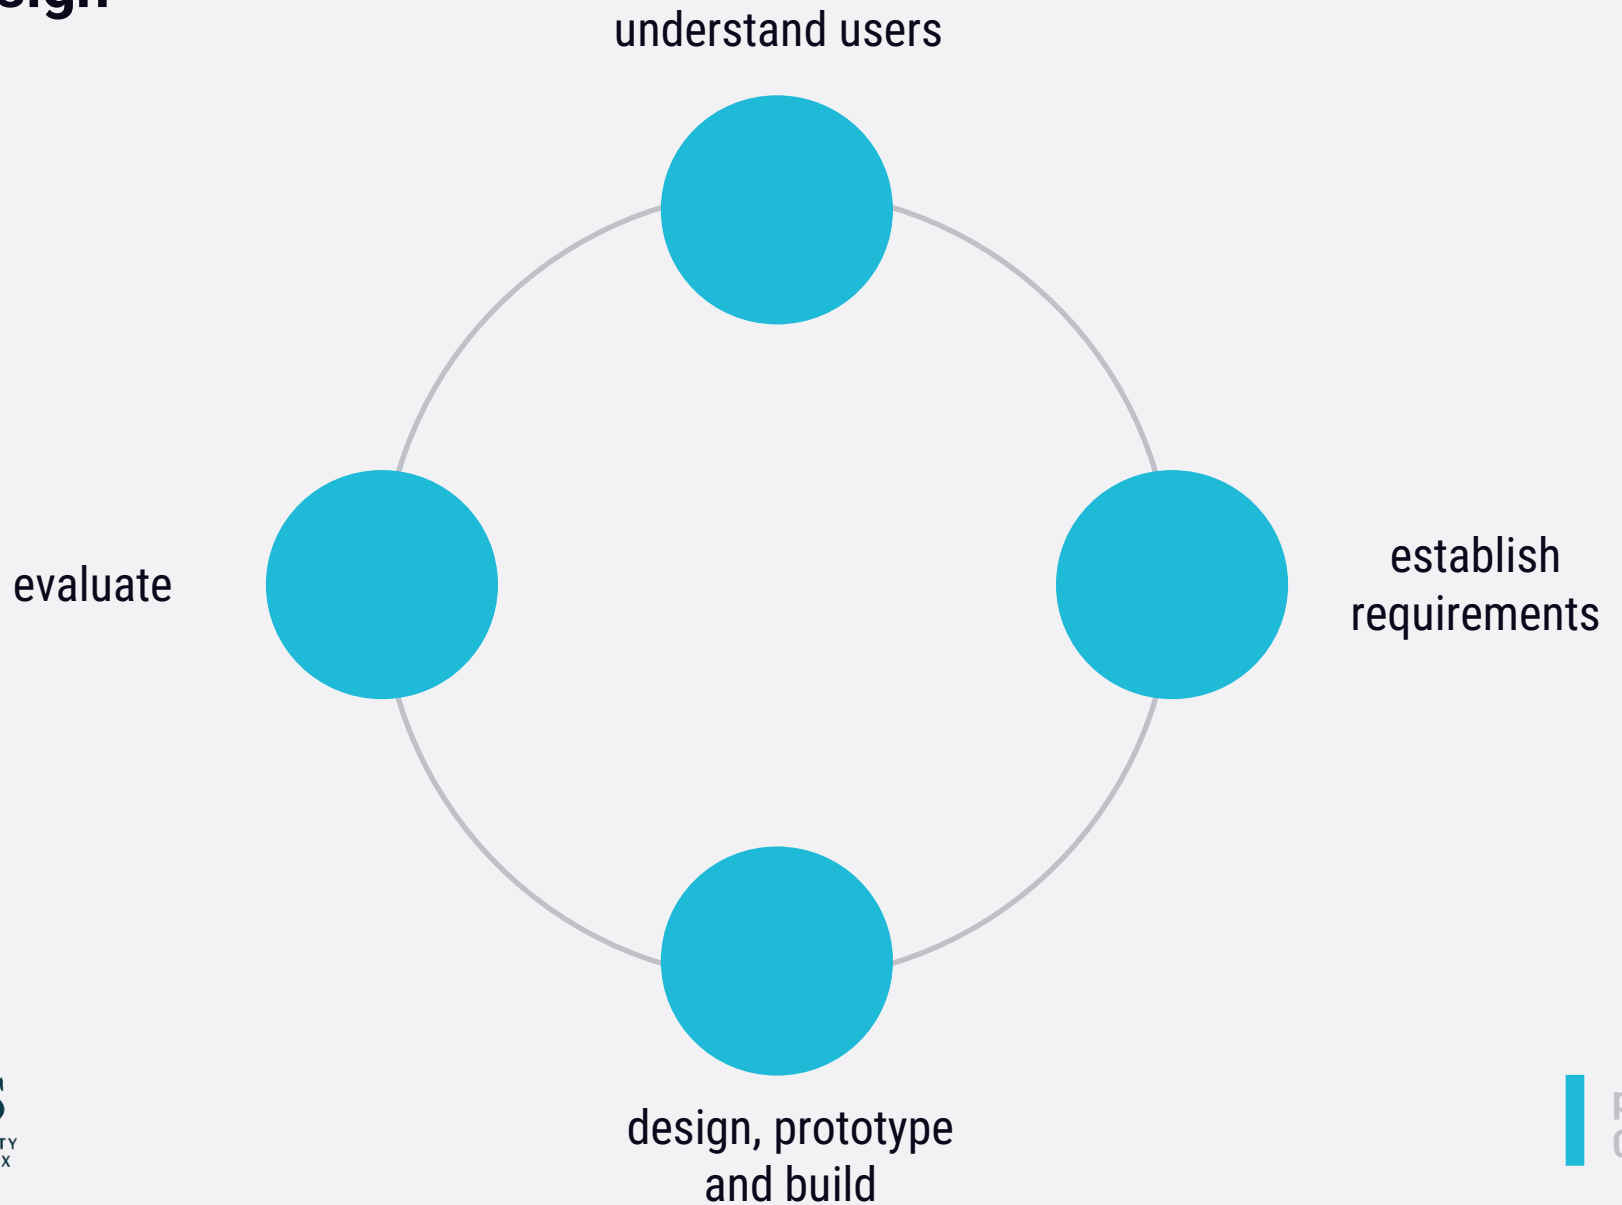 understand users
evaluate
establish
requirements
design, prototype
and build